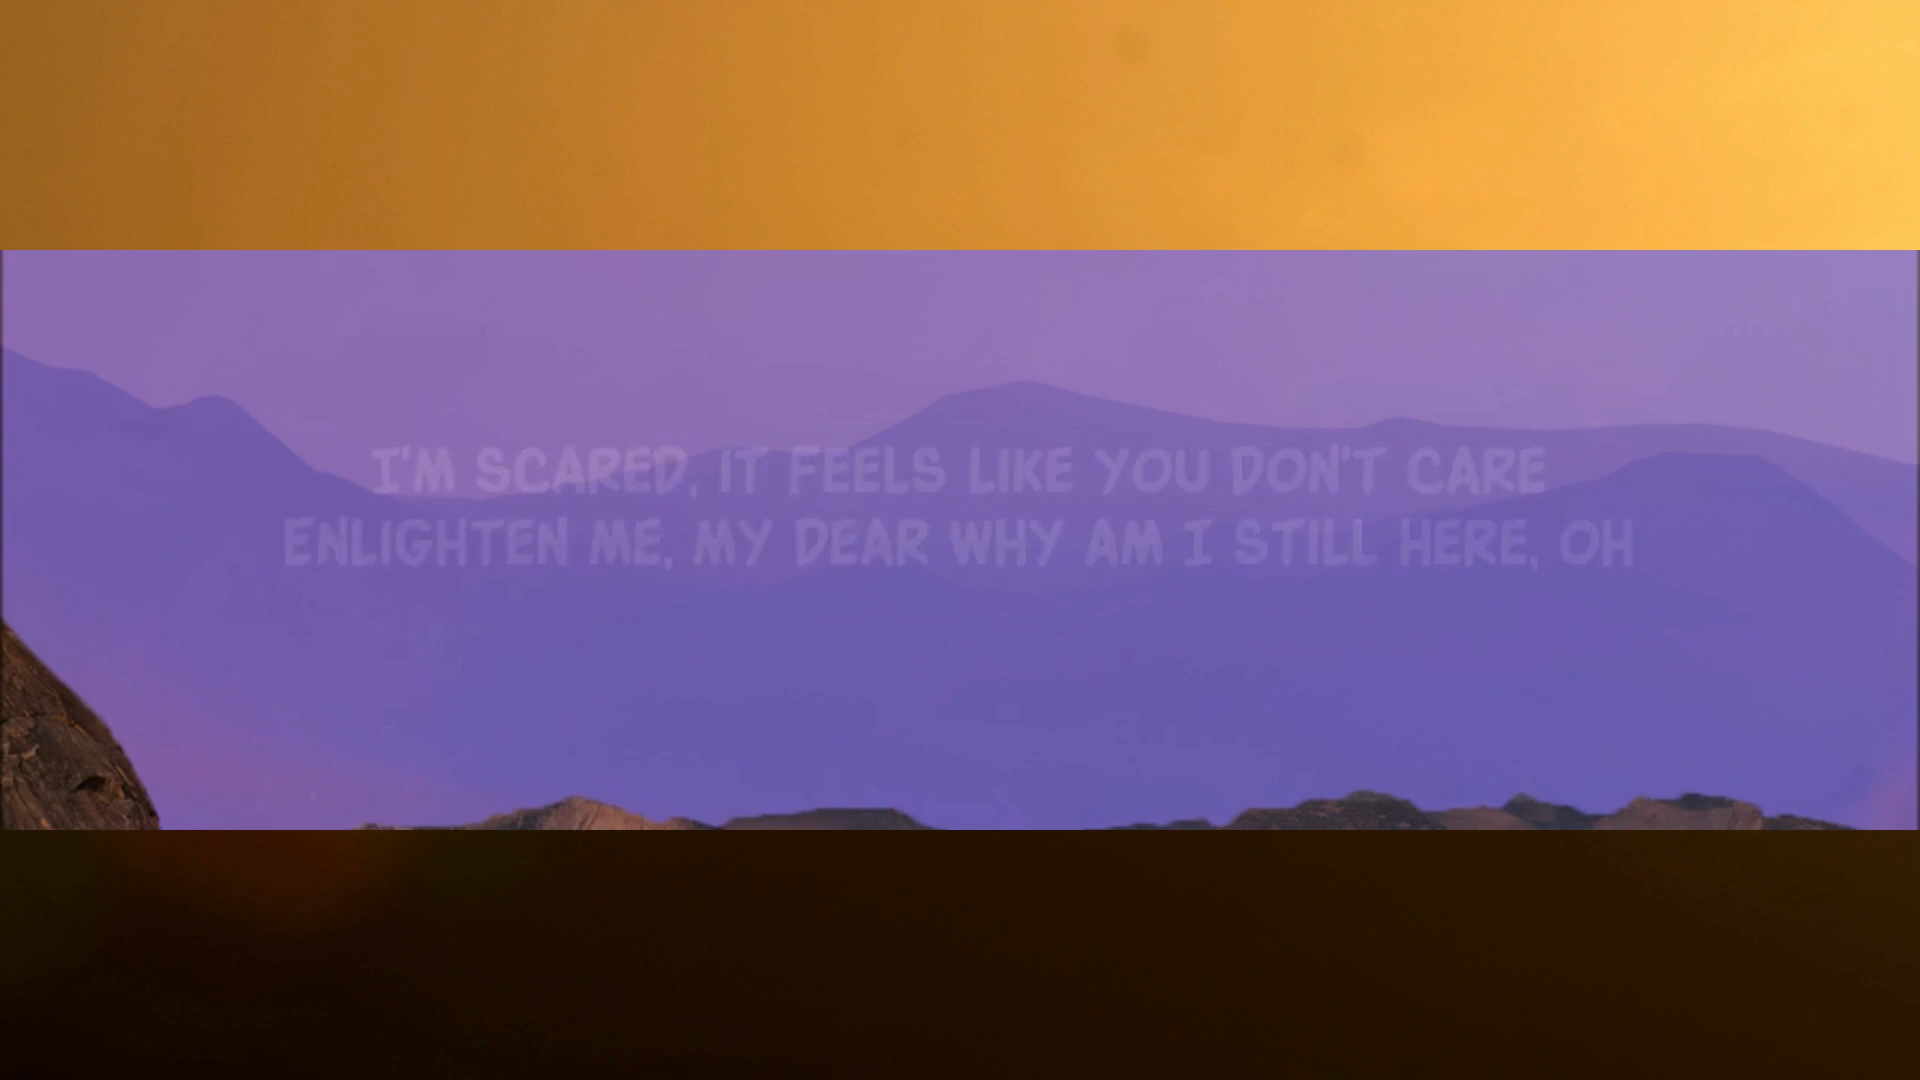 I'M SCARED, IT FEELS LIKE YOU DON'T CARE
ENLIGHTEN ME, MY DEAR WHY AM I STILL HERE, OH